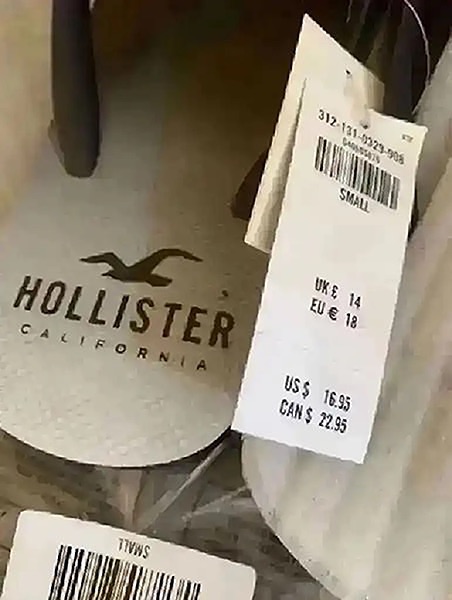 HOLLISTER
CALIFORNIA
312-131-0329-908
SMALL
UK £ 14
EU € 18
US $ 16.95
CAN $ 22.95
SMALL